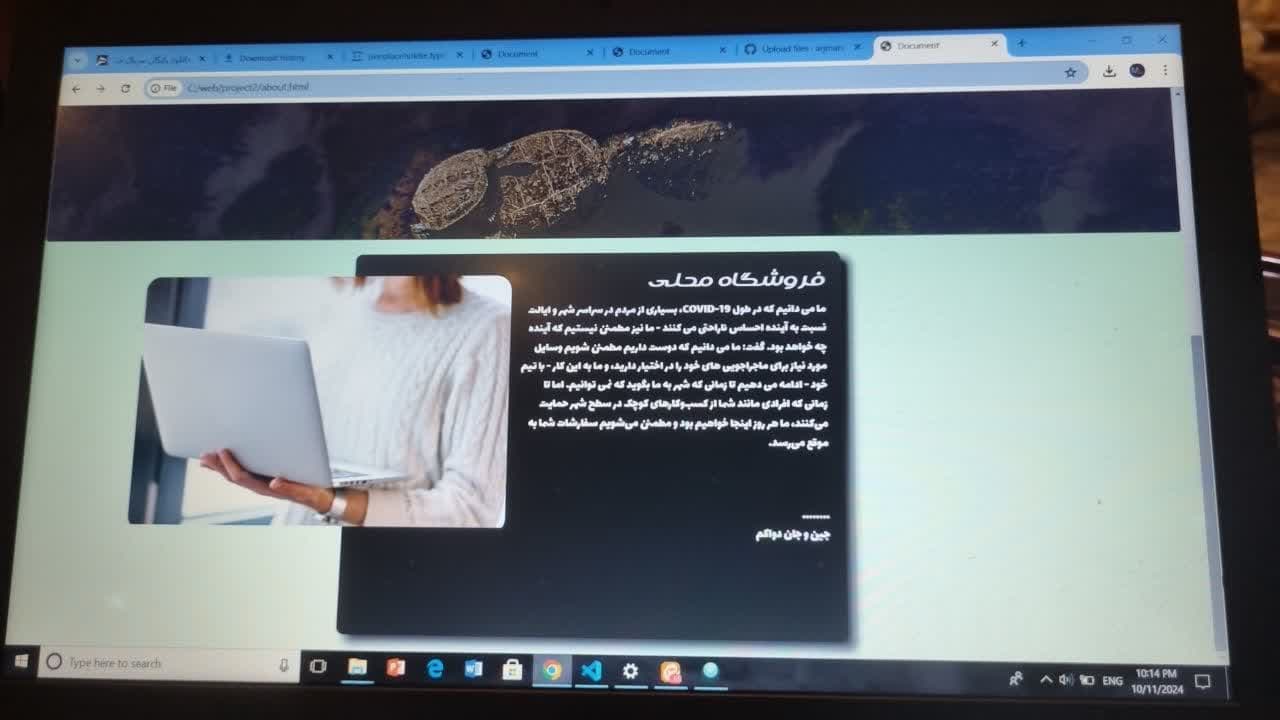 Download history
Document
Document
Upload files
Document
File
C:/web/project2/about.html
فروشگاه محلی
ما می دانیم که در طول COVID-19، بسیاری از مردم در سراسر شهر و ایالت
نسبت به آینده احساس ناراحتی می کنند - ما نیز مطمئن نیستیم که آینده
چه خواهد بود. گفت: ما می دانیم که دوست داریم مطمئن شویم وسایل
مورد نیاز برای ماجراجویی های خود را در اختیار دارید، و ما به این کار - با تیم
خود - ادامه می دهیم تا زمانی که شهر به ما بگوید که نمی توانیم. اما تا
زمانی که افرادی مانند شما از کسب‌وکارهای کوچک در سطح شهر حمایت
می‌کنند، ما هر روز اینجا خواهیم بود و مطمئن می‌شویم سفارشات شما به
موقع می‌رسد.
--------
جین و جان دواکم
Type here to search
ENG
10:14 PM
10/11/2024